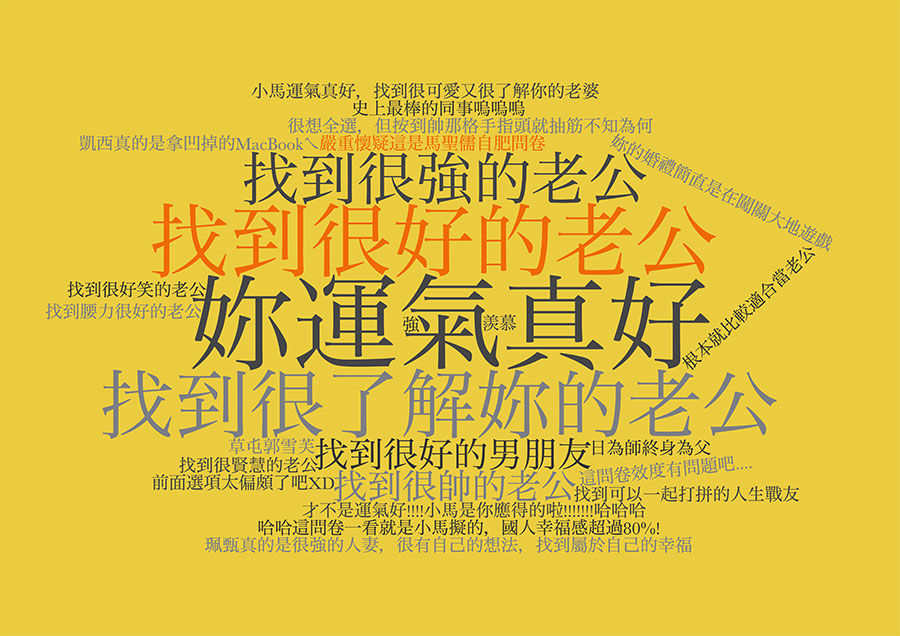 小馬運氣真好，找到很可愛又很了解你的老婆
史上最棒的同事嗚嗚嗚
很想全選，但按到帥那格手指頭就抽筋不知為何
凱西真的是拿凹掉的MacBookㄟ
嚴重懷疑這是馬聖儒自肥問卷
妳的婚禮簡直是在闖關大地遊戲
找到很強的老公
找到很好的老公
根本就比較適合當老公
找到很好笑的老公
找到腰力很好的老公
妳運氣真好
強
羨慕
找到很了解妳的老公
草屯郭雪芙
找到很好的男朋友
日為師終身為父
找到很賢慧的老公
這問卷效度有問題吧....
前面選項太偏頗了吧XD
找到很帥的老公
找到可以一起打拼的人生戰友
才不是運氣好!!!!小馬是你應得的啦!!!!!!!哈哈哈
哈哈這問卷一看就是小馬擬的，國人幸福感超過80%!
珮甄真的是很強的人妻，很有自己的想法，找到屬於自己的幸福